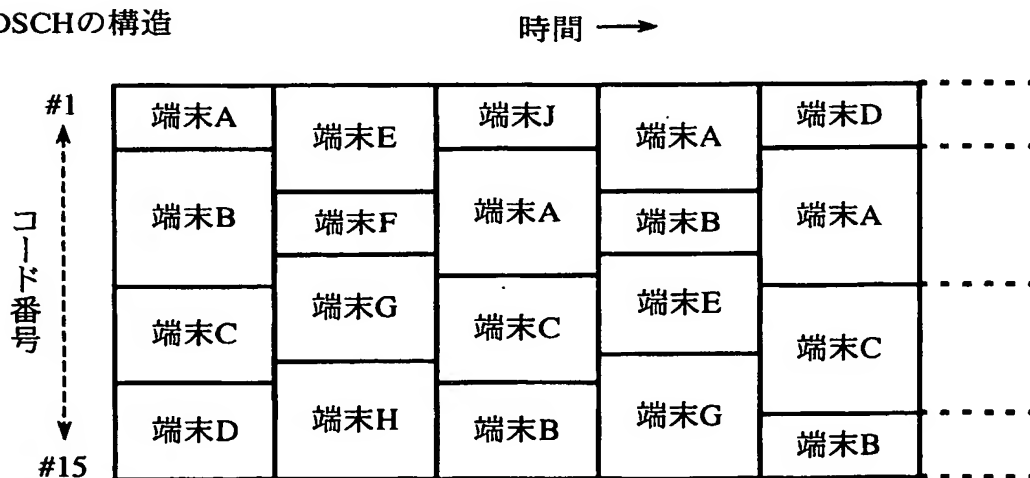 DSCHの構造
時間
#1
コード番号
#15
端末A
端末B
端末C
端末D
端末E
端末F
端末G
端末H
端末J
端末A
端末C
端末B
端末A
端末B
端末E
端末G
端末D
端末A
端末C
端末B